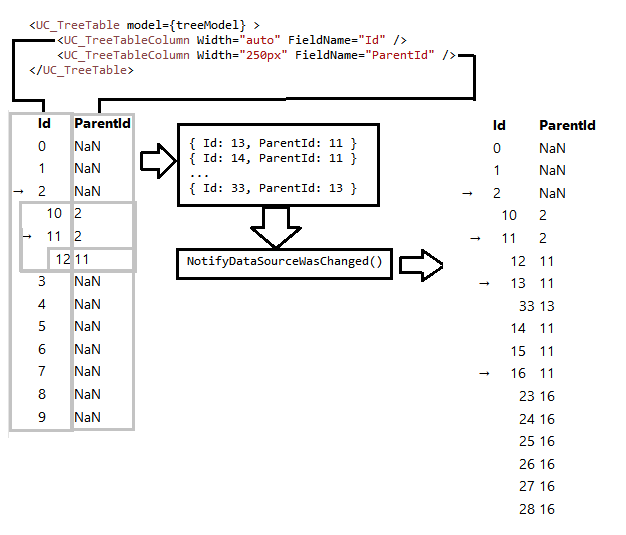 <UC_TreeTable model={treeModel} >
<UC_TreeTableColumn Width="auto" FieldName="Id" />
<UC_TreeTableColumn Width="250px" FieldName="ParentId" />
</UC_TreeTable>
Id ParentId
0 NaN
1 NaN
→ 2 NaN
10 2
→ 11 2
12 11
3 NaN
4 NaN
5 NaN
6 NaN
7 NaN
8 NaN
9 NaN
{ Id: 13, ParentId: 11 }
{ Id: 14, ParentId: 11 }
...
{ Id: 33, ParentId: 13 }
NotifyDataSourceWasChanged()
Id ParentId
0 NaN
1 NaN
→ 2 NaN
10 2
→ 11 2
12 11
→ 13 11
33 13
14 11
15 11
→ 16 11
23 16
24 16
25 16
26 16
27 16
28 16